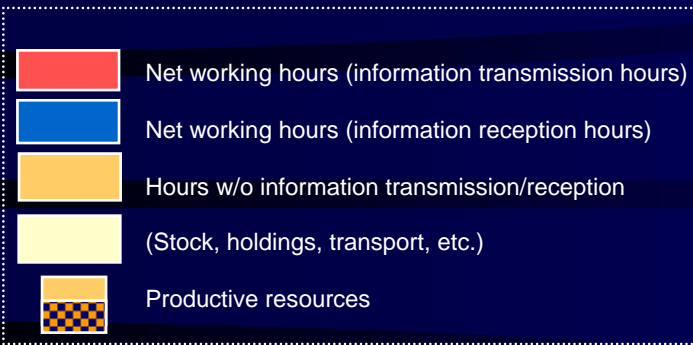 Net working hours (information transmission hours)
Net working hours (information reception hours)
Hours w/o information transmission/reception
(Stock, holdings, transport, etc.)
Productive resources